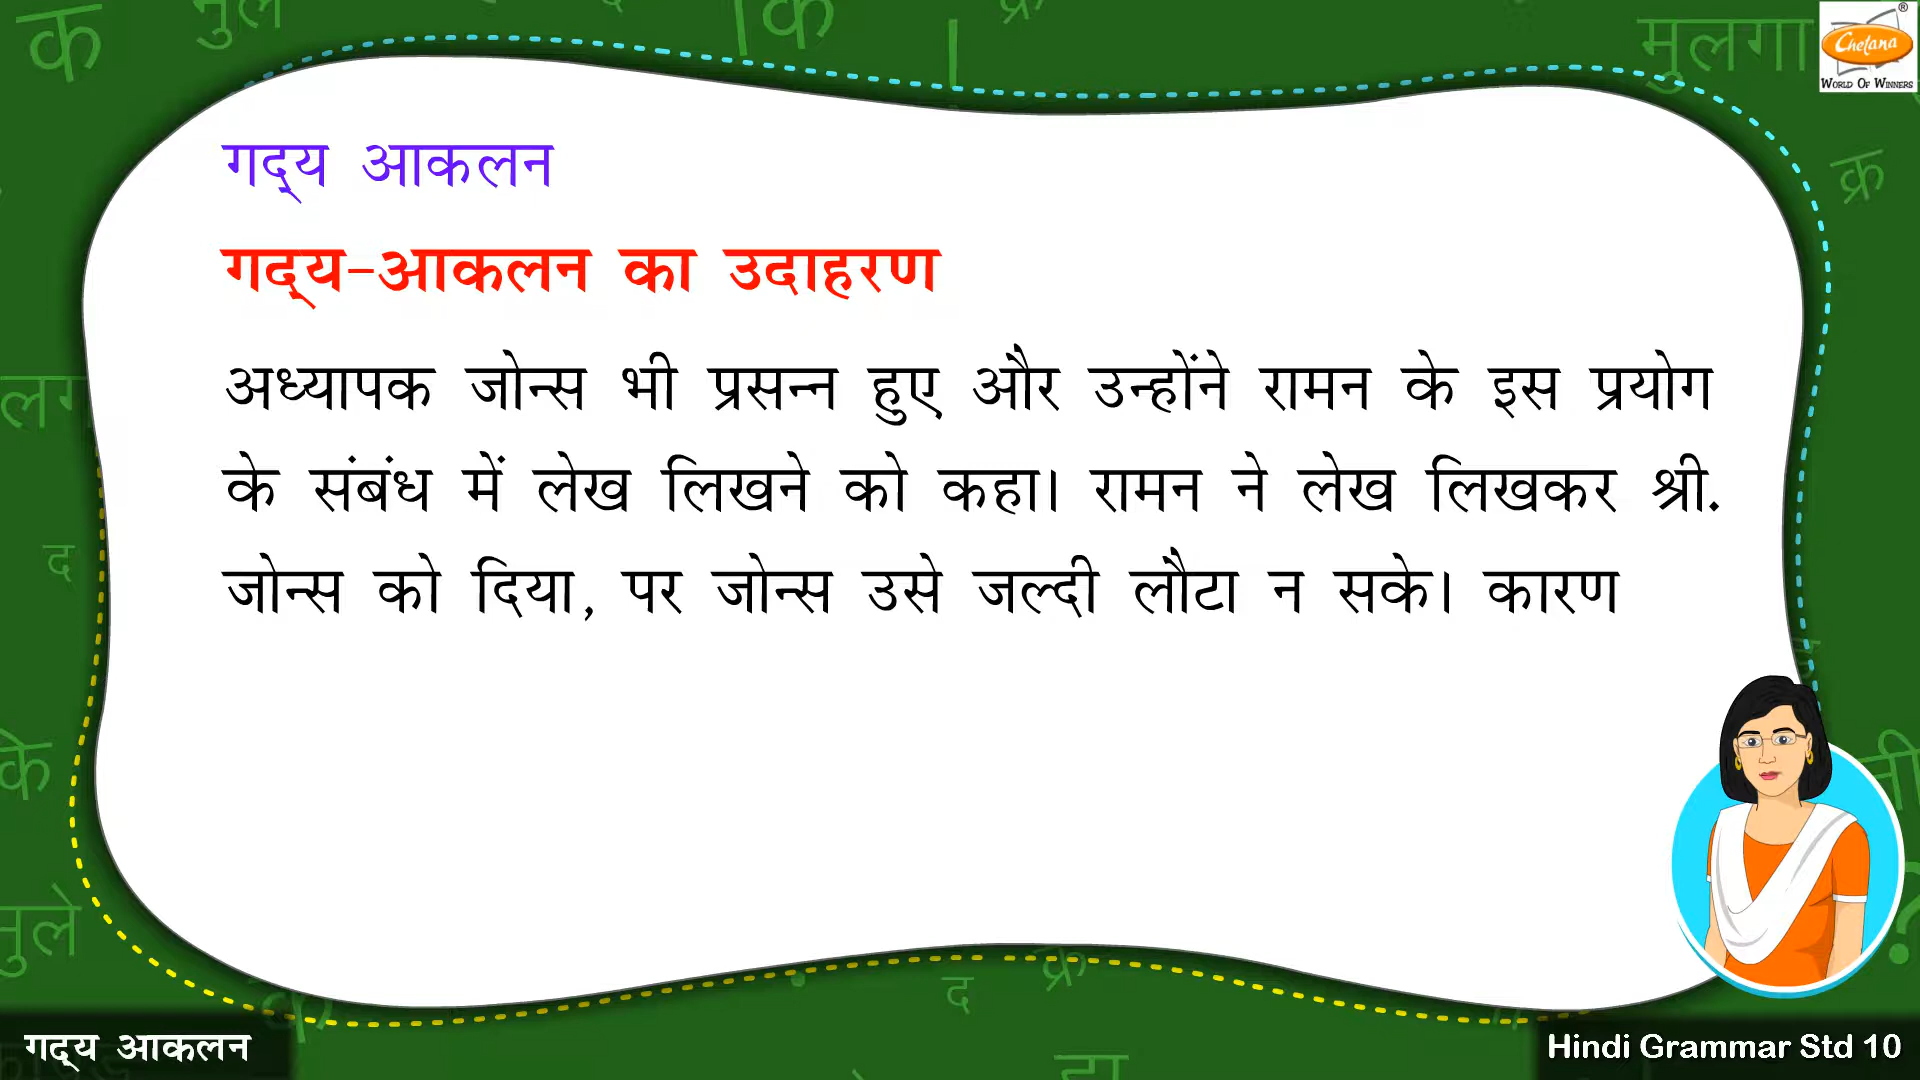 Chetana
®
WORLD OF WINNERS
गद्‌य आकलन
गद्‌य-आकलन का उदाहरण
अध्यापक जोन्स भी प्रसन्न हुए और उन्होंने रामन के इस प्रयोग
के संबंध में लेख लिखने को कहा। रामन ने लेख लिखकर श्री.
जोन्स को दिया, पर जोन्स उसे जल्दी लौटा न सके। कारण
गद्‌य आकलन
Hindi Grammar Std 10